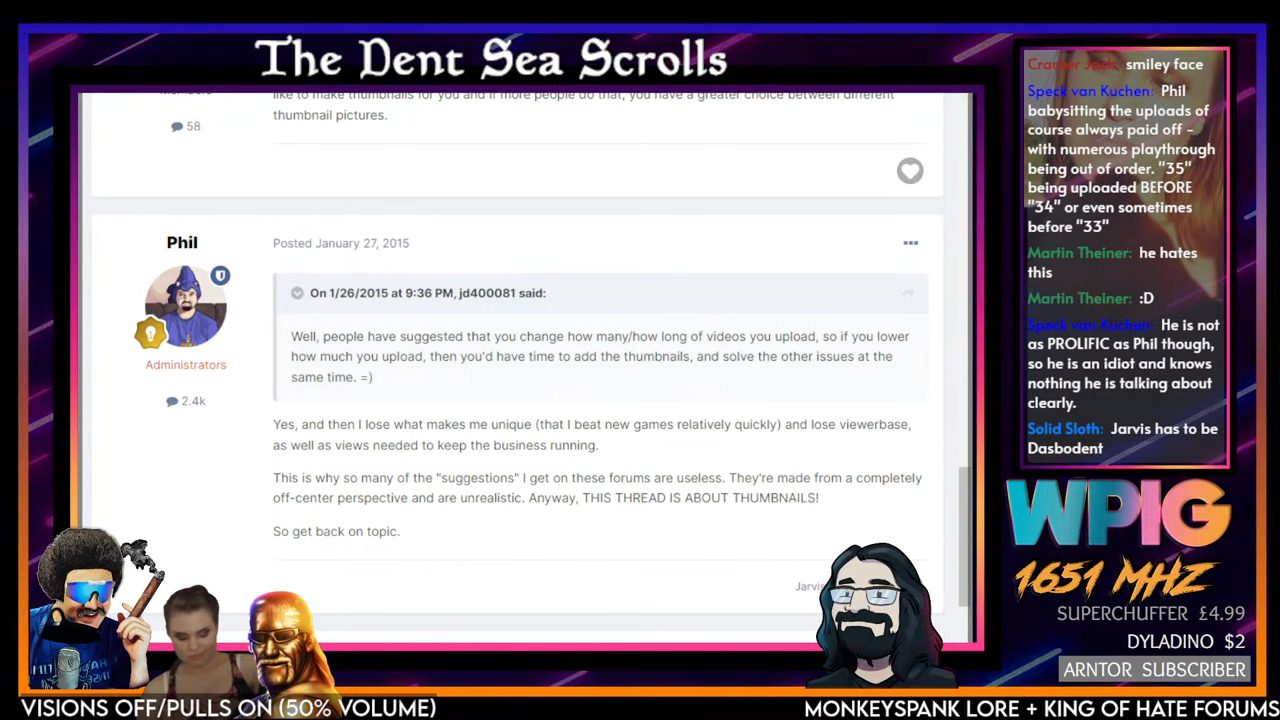 The Dent Sea Scrolls
like to make thumbnails for you and if more people do that, you have a greater choice between different
thumbnail pictures.
Members
58
Phil
Administrators
2.4k
Posted January 27, 2015
On 1/26/2015 at 9:36 PM, jd400081 said:
Well, people have suggested that you change how many/how long of videos you upload, so if you lower
how much you upload, then you'd have time to add the thumbnails, and solve the other issues at the
same time. =)
Yes, and then I lose what makes me unique (that I beat new games relatively quickly) and lose viewerbase,
as well as views needed to keep the business running.
This is why so many of the "suggestions" I get on these forums are useless. They're made from a completely
off-center perspective and are unrealistic. Anyway, THIS THREAD IS ABOUT THUMBNAILS!
So get back on topic.
Jarvis
Cracker Jack: smiley face
Speck van Kuchen: Phil
babysitting the uploads of
course always paid off -
with numerous playthrough
being out of order. "35"
being uploaded BEFORE
"34" or even sometimes
before "33"
Martin Theiner: he hates
this
Martin Theiner: :D
Speck van Kuchen: He is not
as PROLIFIC as Phil though,
so he is an idiot and knows
nothing he is talking about
clearly.
Solid Sloth: Jarvis has to be
Dasbodent
WPIG
1651 MHZ
SUPERCHUFFER £4.99
DYLADINO $2
ARNTOR SUBSCRIBER
VISIONS OFF/PULLS ON (50% VOLUME)
MONKEYSPANK LORE + KING OF HATE FORUMS